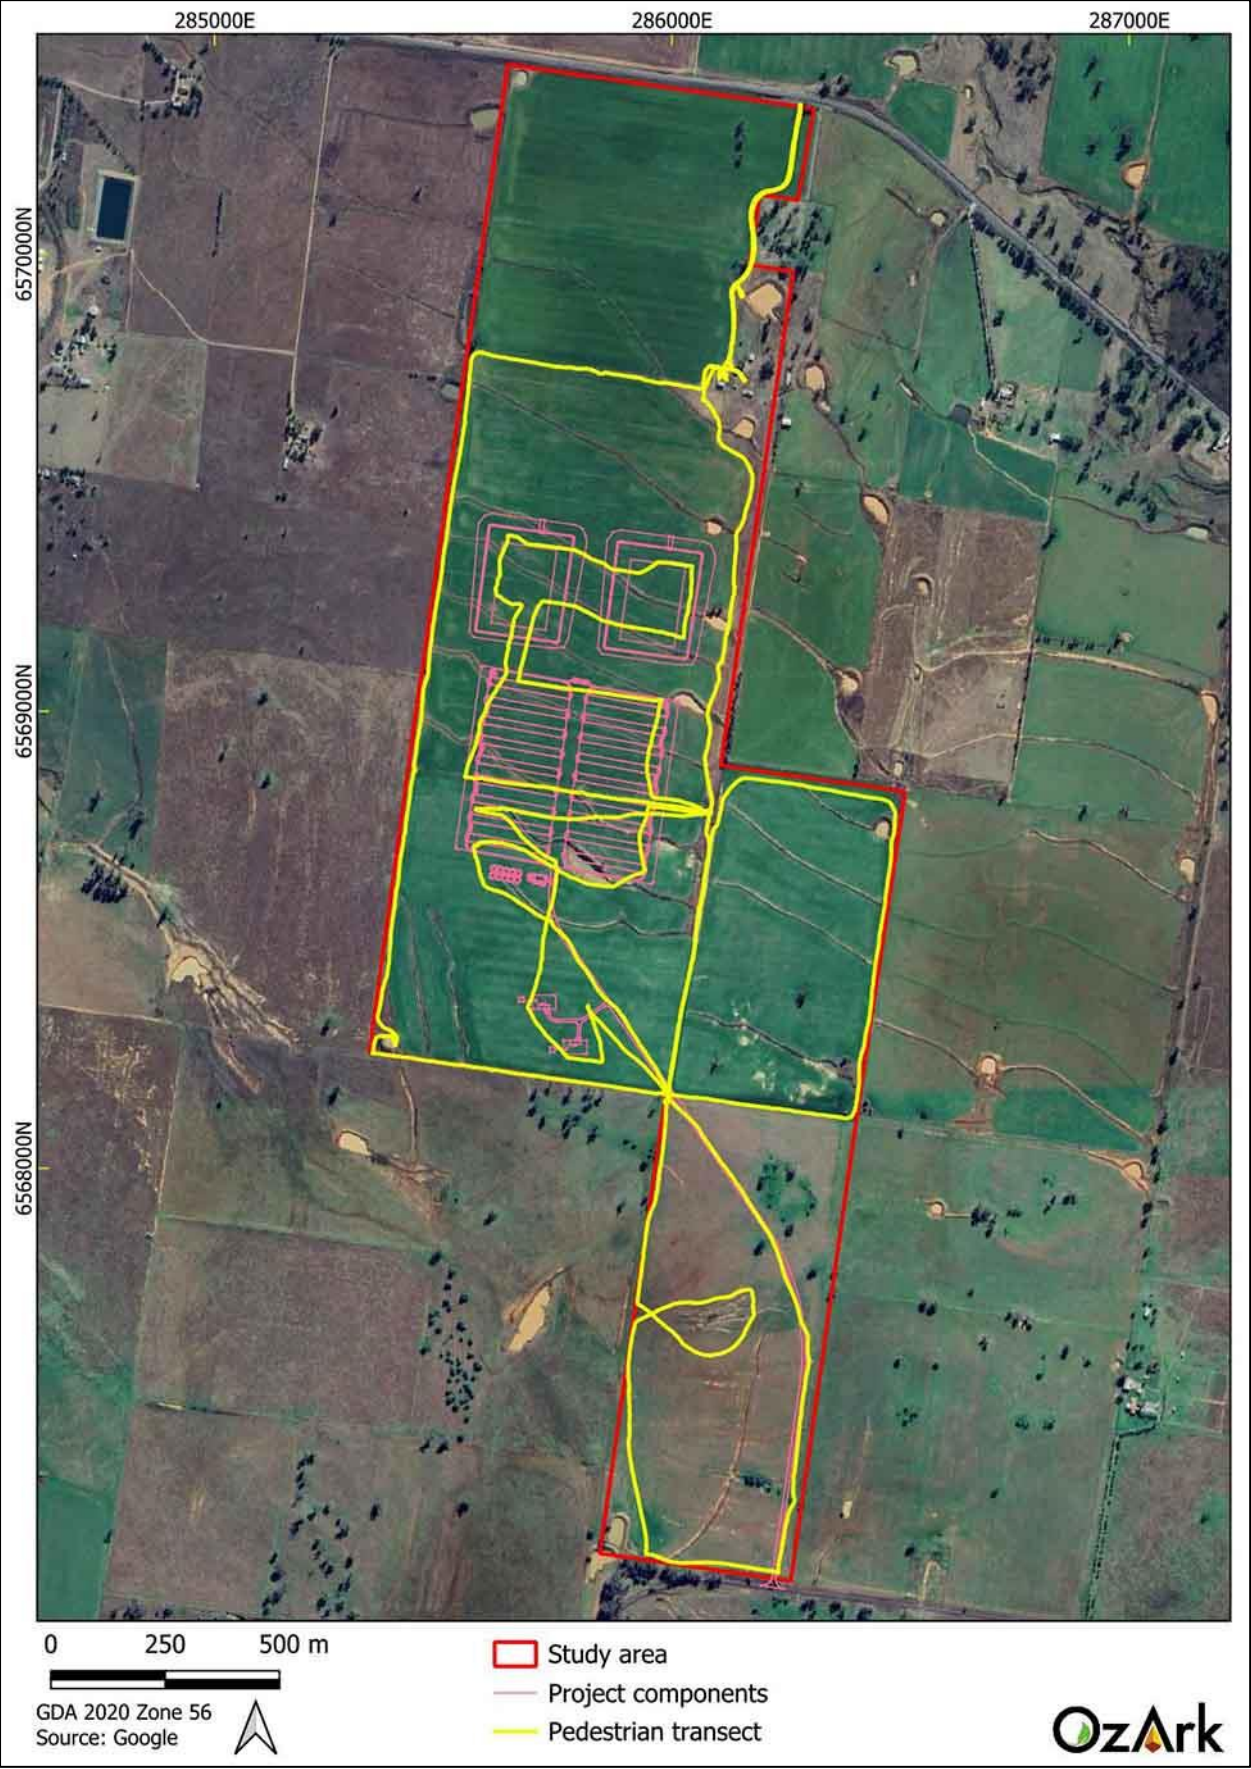 285000E 286000E 287000E
6570000N
6569000N
6568000N
0 250 500 m
GDA 2020 Zone 56
Source: Google
Study area
Project components
Pedestrian transect
OzArk